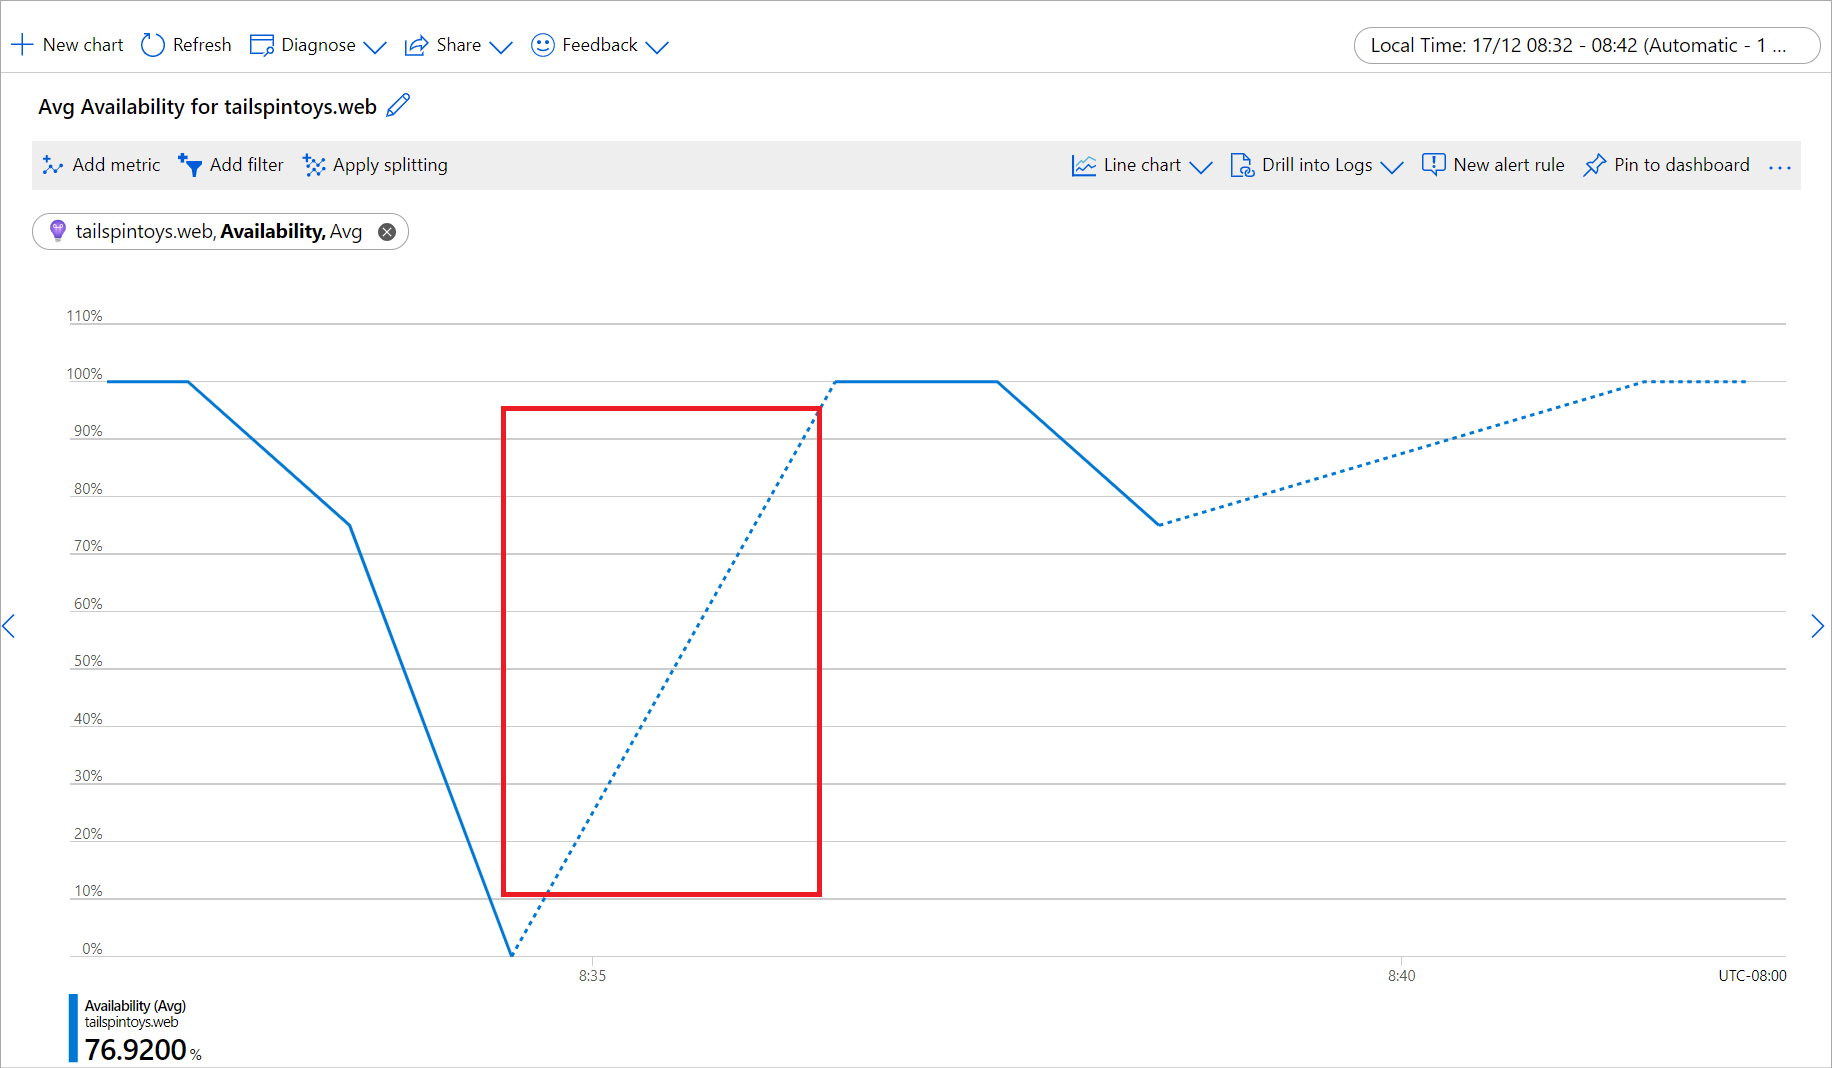 New chart Refresh Diagnose Share Feedback Local Time: 17/12 08:32 - 08:42 (Automatic - 1 ...
Avg Availability for tailspintoys.web
Add metric Add filter Apply splitting Line chart Drill into Logs New alert rule Pin to dashboard ...
tailspintoys.web, Availability, Avg
110%
100%
90%
80%
70%
60%
50%
40%
30%
20%
10%
0%
8:35 8:40 UTC-08:00
Availability (Avg)
tailspintoys.web
76.9200 %